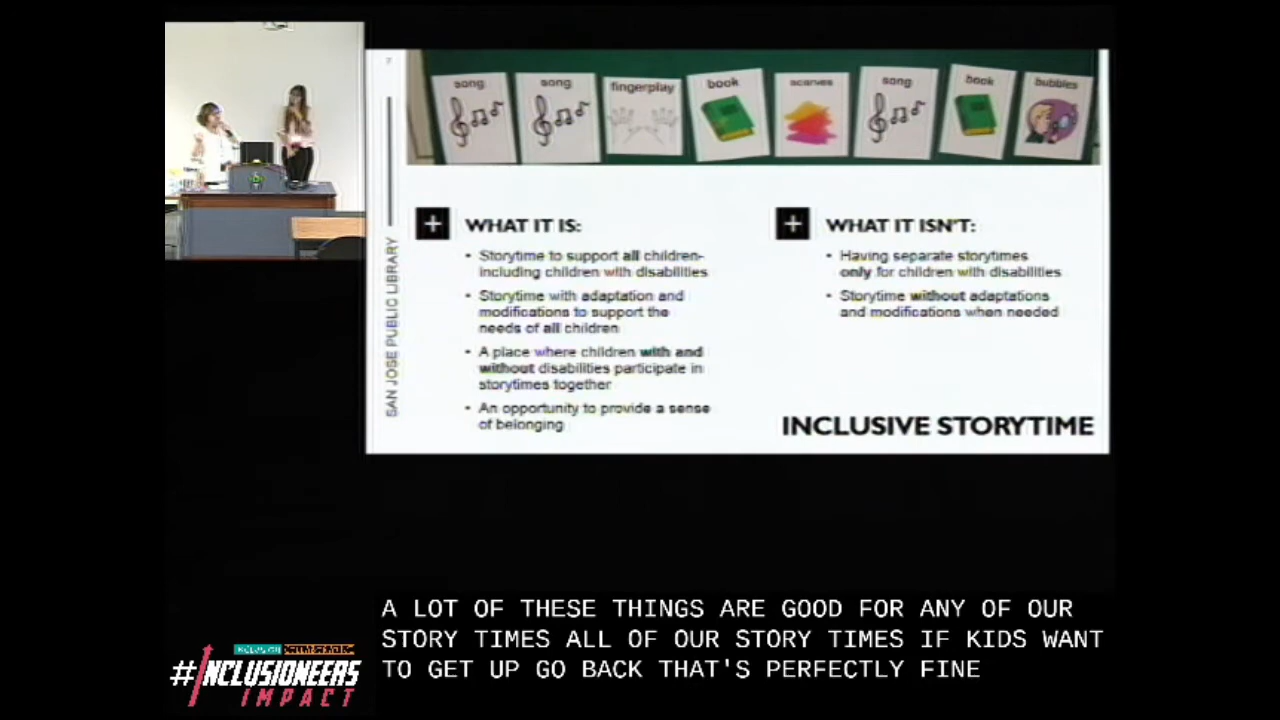 7
song
song
fingerplay
book
scarves
song
book
bubbles
SAN JOSE PUBLIC LIBRARY
+ WHAT IT IS:
• Storytime to support all children-
including children with disabilities
• Storytime with adaptation and
modifications to support the
needs of all children
• A place where children with and
without disabilities participate in
storytimes together
• An opportunity to provide a sense
of belonging
+ WHAT IT ISN'T:
• Having separate storytimes
only for children with disabilities
• Storytime without adaptations
and modifications when needed
INCLUSIVE STORYTIME
A LOT OF THESE THINGS ARE GOOD FOR ANY OF OUR
STORY TIMES ALL OF OUR STORY TIMES IF KIDS WANT
TO GET UP GO BACK THAT'S PERFECTLY FINE
#INCLUSIONEERS
IMPACT